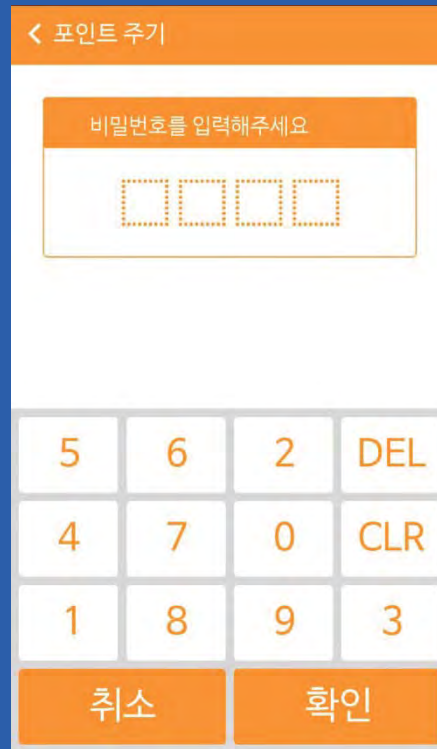 < 포인트 주기
비밀번호를 입력해주세요
5 6 2 DEL
4 7 0 CLR
1 8 9 3
취소 확인